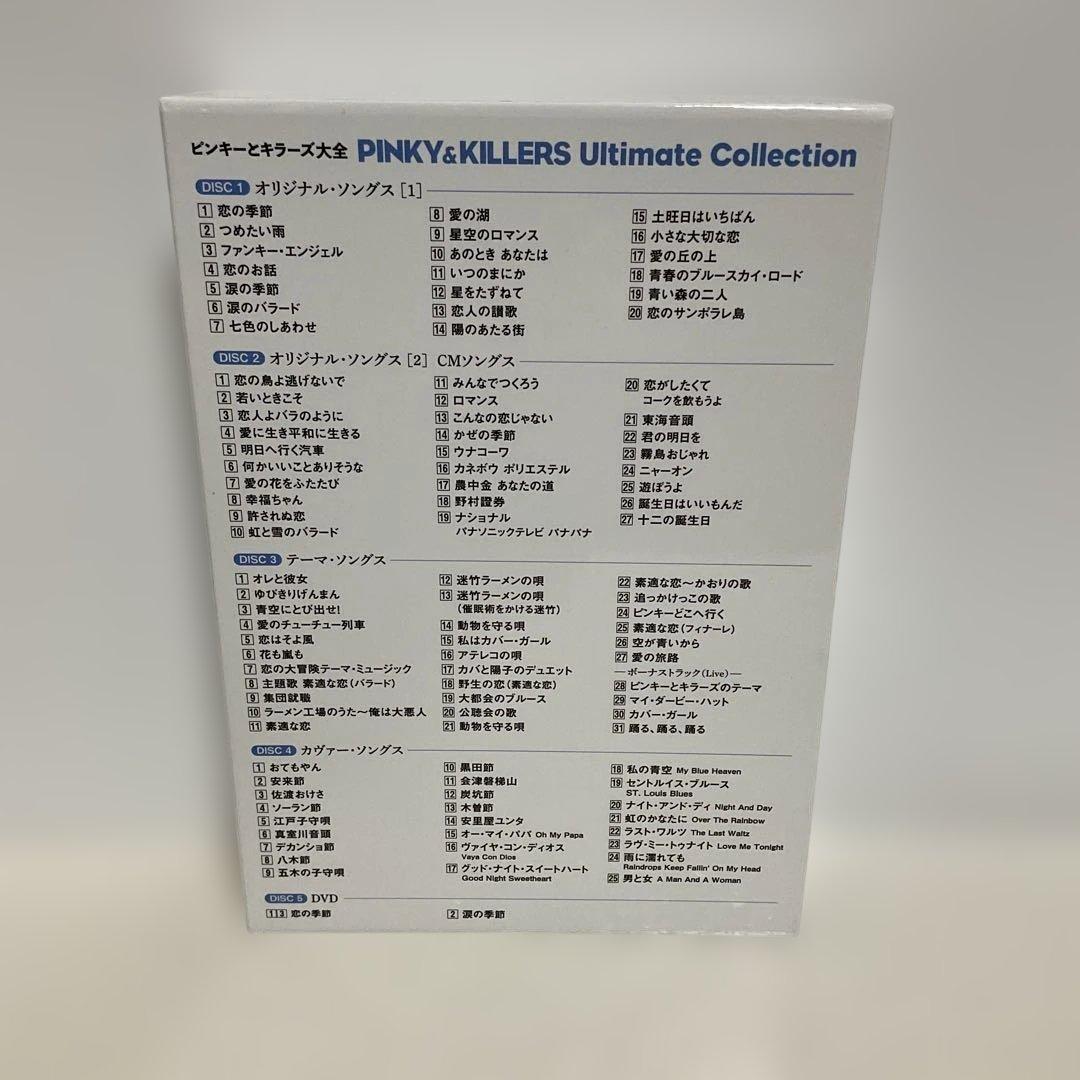 ピンキーとキラーズ大全 PINKY&KILLERS Ultimate Collection
DISC 1 オリジナル・ソングス [1]
1 恋の季節
2 つめたい雨
3 ファンキー・エンジェル
4 恋のお話
5 涙の季節
6 涙のバラード
7 七色のしあわせ
8 愛の湖
9 星空のロマンス
10 あのとき あなたは
11 いつのまにか
12 星をたずねて
13 恋人の讃歌
14 陽のあたる街
15 土旺日はいちばん
16 小さな大切な恋
17 愛の丘の上
18 青春のブルースカイ・ロード
19 青い森の二人
20 恋のサンポラレ島
DISC 2 オリジナル・ソングス [2] CMソングス
1 恋の鳥よ逃げないで
2 若いときこそ
3 恋人よバラのように
4 愛に生き平和に生きる
5 明日へ行く汽車
6 何かいいことありそうな
7 愛の花をふたたび
8 幸福ちゃん
9 許されぬ恋
10 虹と雪のバラード
11 みんなでつくろう
12 ロマンス
13 こんなの恋じゃない
14 かぜの季節
15 ウナコーワ
16 カネボウ ポリエステル
17 農中金 あなたの道
18 野村證券
19 ナショナル
パナソニックテレビ パナパナ
20 恋がしたくて
コークを飲もうよ
21 東海音頭
22 君の明日を
23 霧島おじゃれ
24 ニャーオン
25 遊ぼうよ
26 誕生日はいいもんだ
27 十二の誕生日
DISC 3 テーマ・ソングス
1 オレと彼女
2 ゆびきりげんまん
3 青空にとび出せ!
4 愛のチューチュー列車
5 恋はそよ風
6 花も嵐も
7 恋の大冒険テーマ・ミュージック
8 主題歌 素適な恋(バラード)
9 集団就職
10 ラーメン工場のうた〜俺は大悪人
11 素適な恋
12 迷竹ラーメンの唄
13 迷竹ラーメンの唄
(催眠術をかける迷竹)
14 動物を守る唄
15 私はカバー・ガール
16 アテレコの唄
17 カバと陽子のデュエット
18 野生の恋(素適な恋)
19 大都会のブルース
20 公聴会の歌
21 動物を守る唄
22 素適な恋〜かおりの歌
23 追っかけっこの歌
24 ピンキーどこへ行く
25 素適な恋(フィナーレ)
26 空が青いから
27 愛の旅路
―ボーナストラック(Live)―
28 ピンキーとキラーズのテーマ
29 マイ・ダービー・ハット
30 カバー・ガール
31 踊る、踊る、踊る
DISC 4 カヴァー・ソングス
1 おてもやん
2 安来節
3 佐渡おけさ
4 ソーラン節
5 江戸子守唄
6 真室川音頭
7 デカンショ節
8 八木節
9 五木の子守唄
10 黒田節
11 会津磐梯山
12 炭坑節
13 木曽節
14 安里屋ユンタ
15 オー・マイ・パパ Oh My Papa
16 ヴァイヤ・コン・ディオス
Vaya Con Dios
17 グッド・ナイト・スイートハート
Good Night Sweetheart
18 私の青空 My Blue Heaven
19 セントルイス・ブルース
ST. Louis Blues
20 ナイト・アンド・デイ Night And Day
21 虹のかなたに Over The Rainbow
22 ラスト・ワルツ The Last Waltz
23 ラヴ・ミー・トゥナイト Love Me Tonight
24 雨に濡れても
Raindrops Keep Fallin' On My Head
25 男と女 A Man And A Woman
DISC 5 DVD
1 3 恋の季節
2 涙の季節